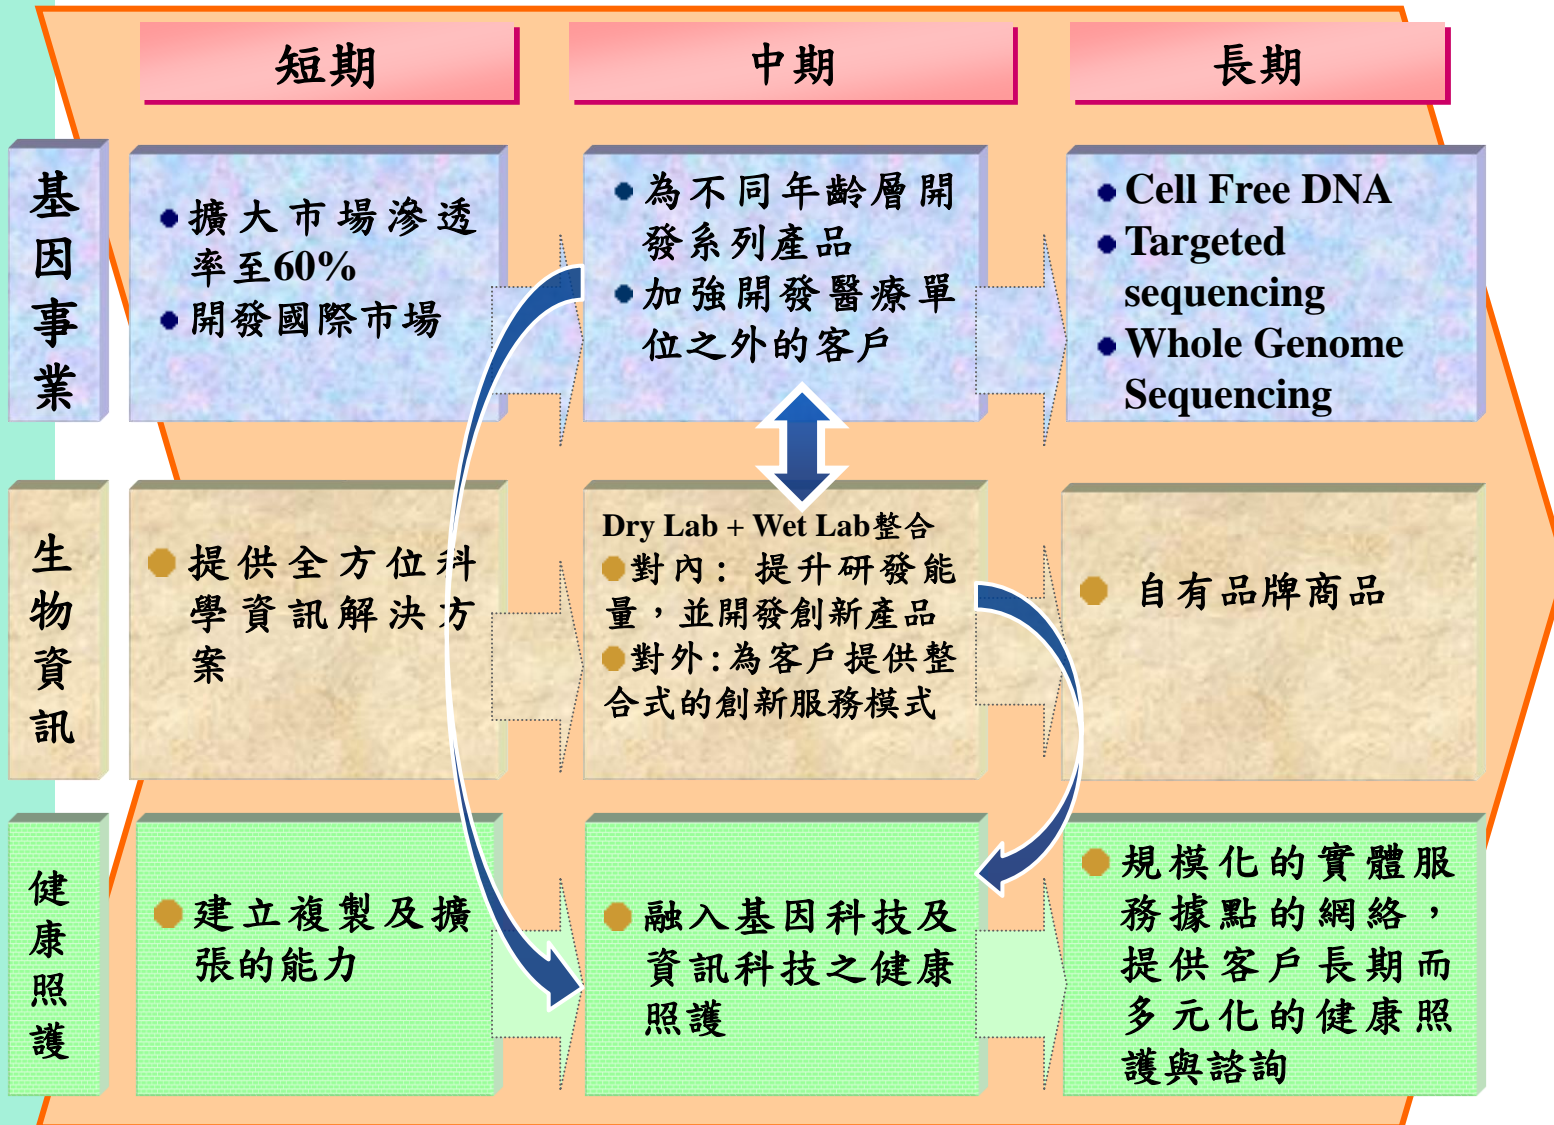 短期
中期
長期
基
因
事
業
擴大市場滲透
率至60%
開發國際市場
為不同年齡層開
發系列產品
加強開發醫療單
位之外的客戶
Cell Free DNA
Targeted
sequencing
Whole Genome
Sequencing
生
物
資
訊
提供全方位科
學資訊解決方
案
Dry Lab + Wet Lab整合
對內: 提升研發能
量，並開發創新產品
對外:為客戶提供整
合式的創新服務模式
自有品牌商品
健
康
照
護
建立複製及擴
張的能力
融入基因科技及
資訊科技之健康
照護
規模化的實體服
務據點的網絡，
提供客戶長期而
多元化的健康照
護與諮詢